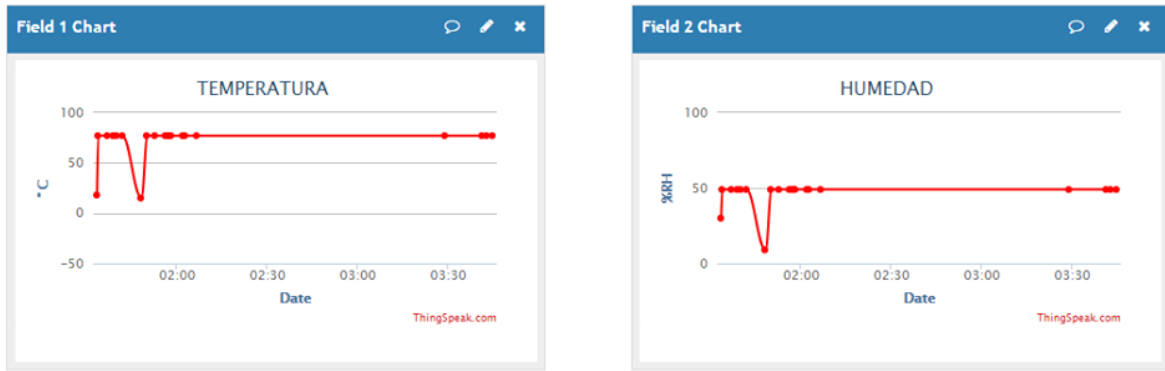 Field 1 Chart
TEMPERATURA
100
50
0
-50
°C
02:00 02:30 03:00 03:30
Date
ThingSpeak.com
Field 2 Chart
HUMEDAD
100
50
0
%RH
02:00 02:30 03:00 03:30
Date
ThingSpeak.com